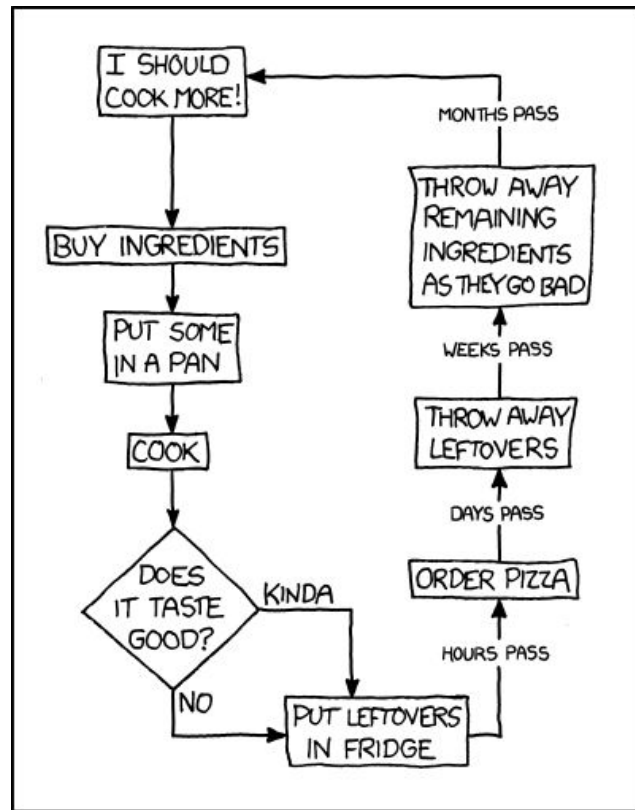 I SHOULD
COOK MORE!
BUY INGREDIENTS
PUT SOME
IN A PAN
COOK
DOES
IT TASTE
GOOD?
KINDA
NO
PUT LEFTOVERS
IN FRIDGE
HOURS PASS
ORDER PIZZA
DAYS PASS
THROW AWAY
LEFTOVERS
WEEKS PASS
THROW AWAY
REMAINING
INGREDIENTS
AS THEY GO BAD
MONTHS PASS